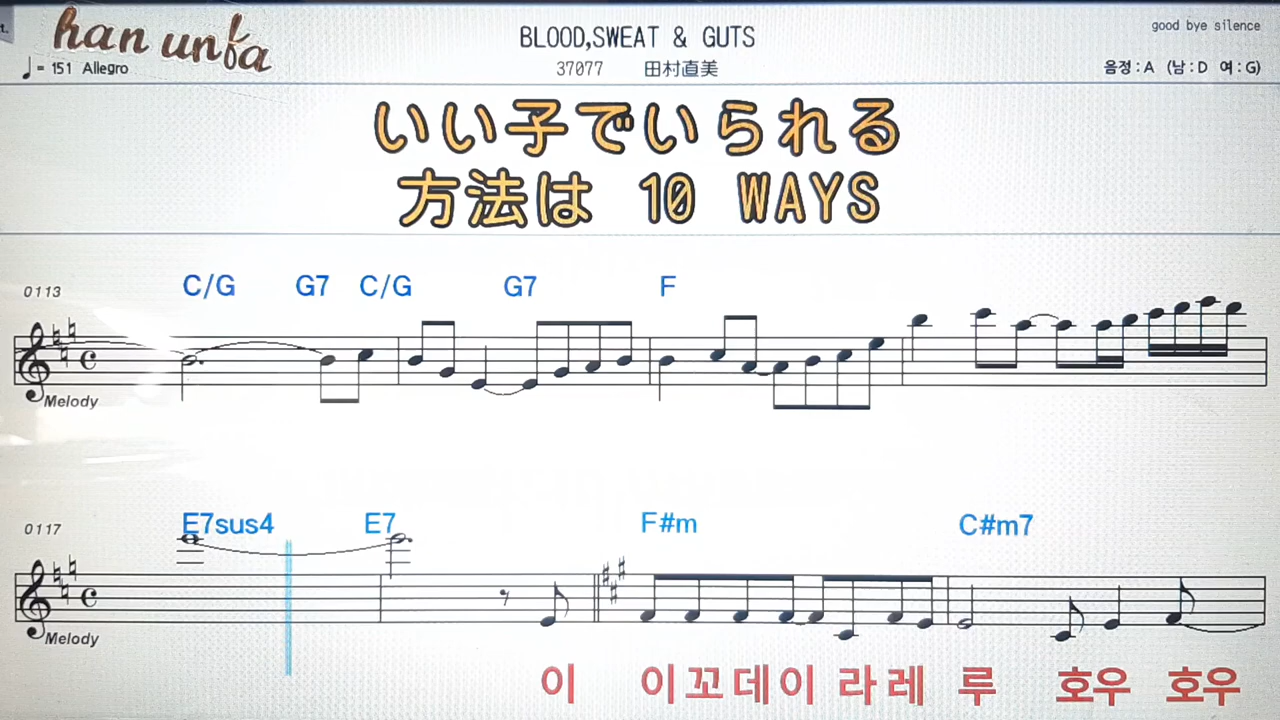 t.
han unfa
BLOOD,SWEAT & GUTS
good bye silence
♩= 151 Allegro
37077 田村直美
음정 : A (남 : D 여 : G)
いい子でいられる
方法は 10 WAYS
0113
C/G G7 C/G G7 F
Melody
0117
E7sus4 E7 F#m C#m7
Melody
이 이꼬데이 라레 루 호우 호우